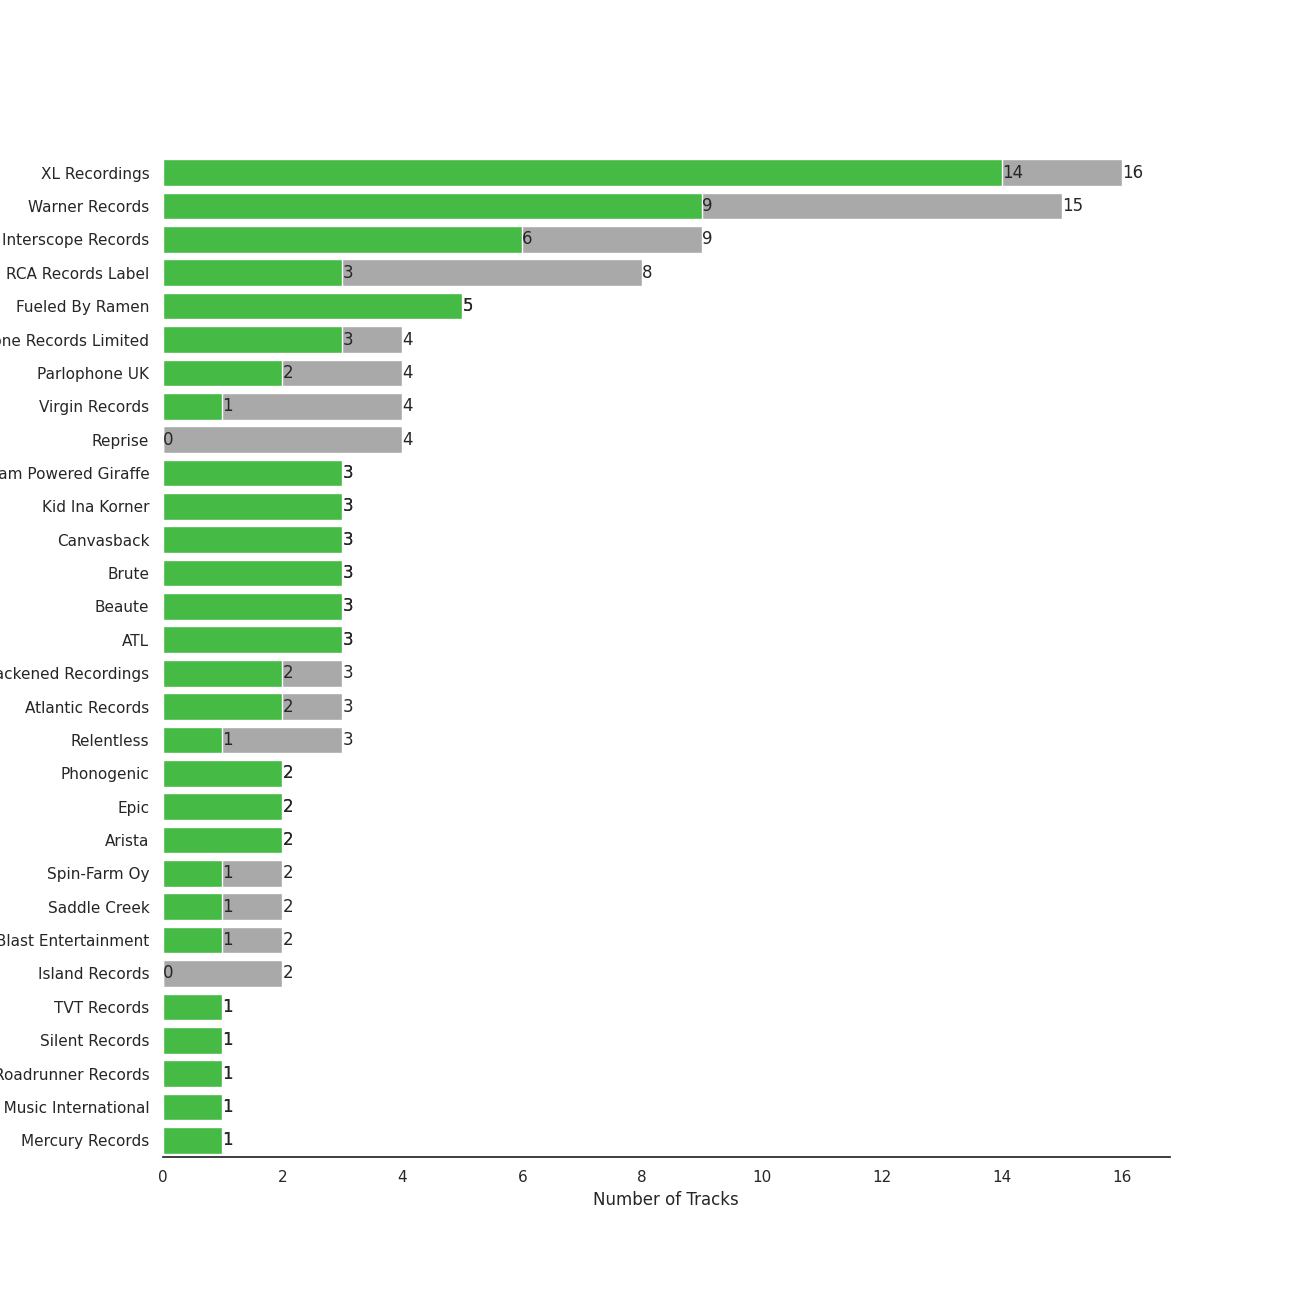 XL Recordings 14 16
Warner Records 9 15
Interscope Records 6 9
RCA Records Label 3 8
Fueled By Ramen 5
Records Limited 3 4
Parlophone UK 2 4
Virgin Records 1 4
Reprise 0 4
Powered Giraffe 3
Kid Ina Korner 3
Canvasback 3
Brute 3
Beaute 3
ATL 3
Recordings 2 3
Atlantic Records 2 3
Relentless 1 3
Phonogenic 2
Epic 2
Arista 2
Spin-Farm Oy 1 2
Saddle Creek 1 2
Blast Entertainment 1 2
Island Records 0 2
TVT Records 1
Silent Records 1
Roadrunner Records 1
Music International 1
Mercury Records 1
0 2 4 6 8 10 12 14 16
Number of Tracks